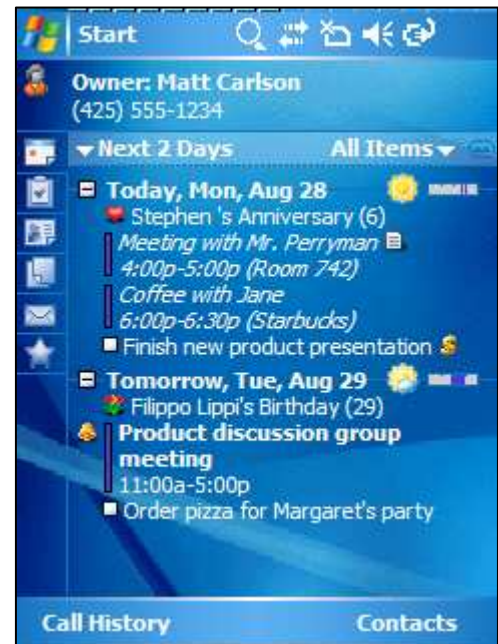 Start
Owner: Matt Carlson
(425) 555-1234
Next 2 Days All Items
Today, Mon, Aug 28
Stephen 's Anniversary (6)
Meeting with Mr. Perryman
4:00p-5:00p (Room 742)
Coffee with Jane
6:00p-6:30p (Starbucks)
Finish new product presentation
Tomorrow, Tue, Aug 29
Filippo Lippi's Birthday (29)
Product discussion group
meeting
11:00a-5:00p
Order pizza for Margaret's party
Call History Contacts